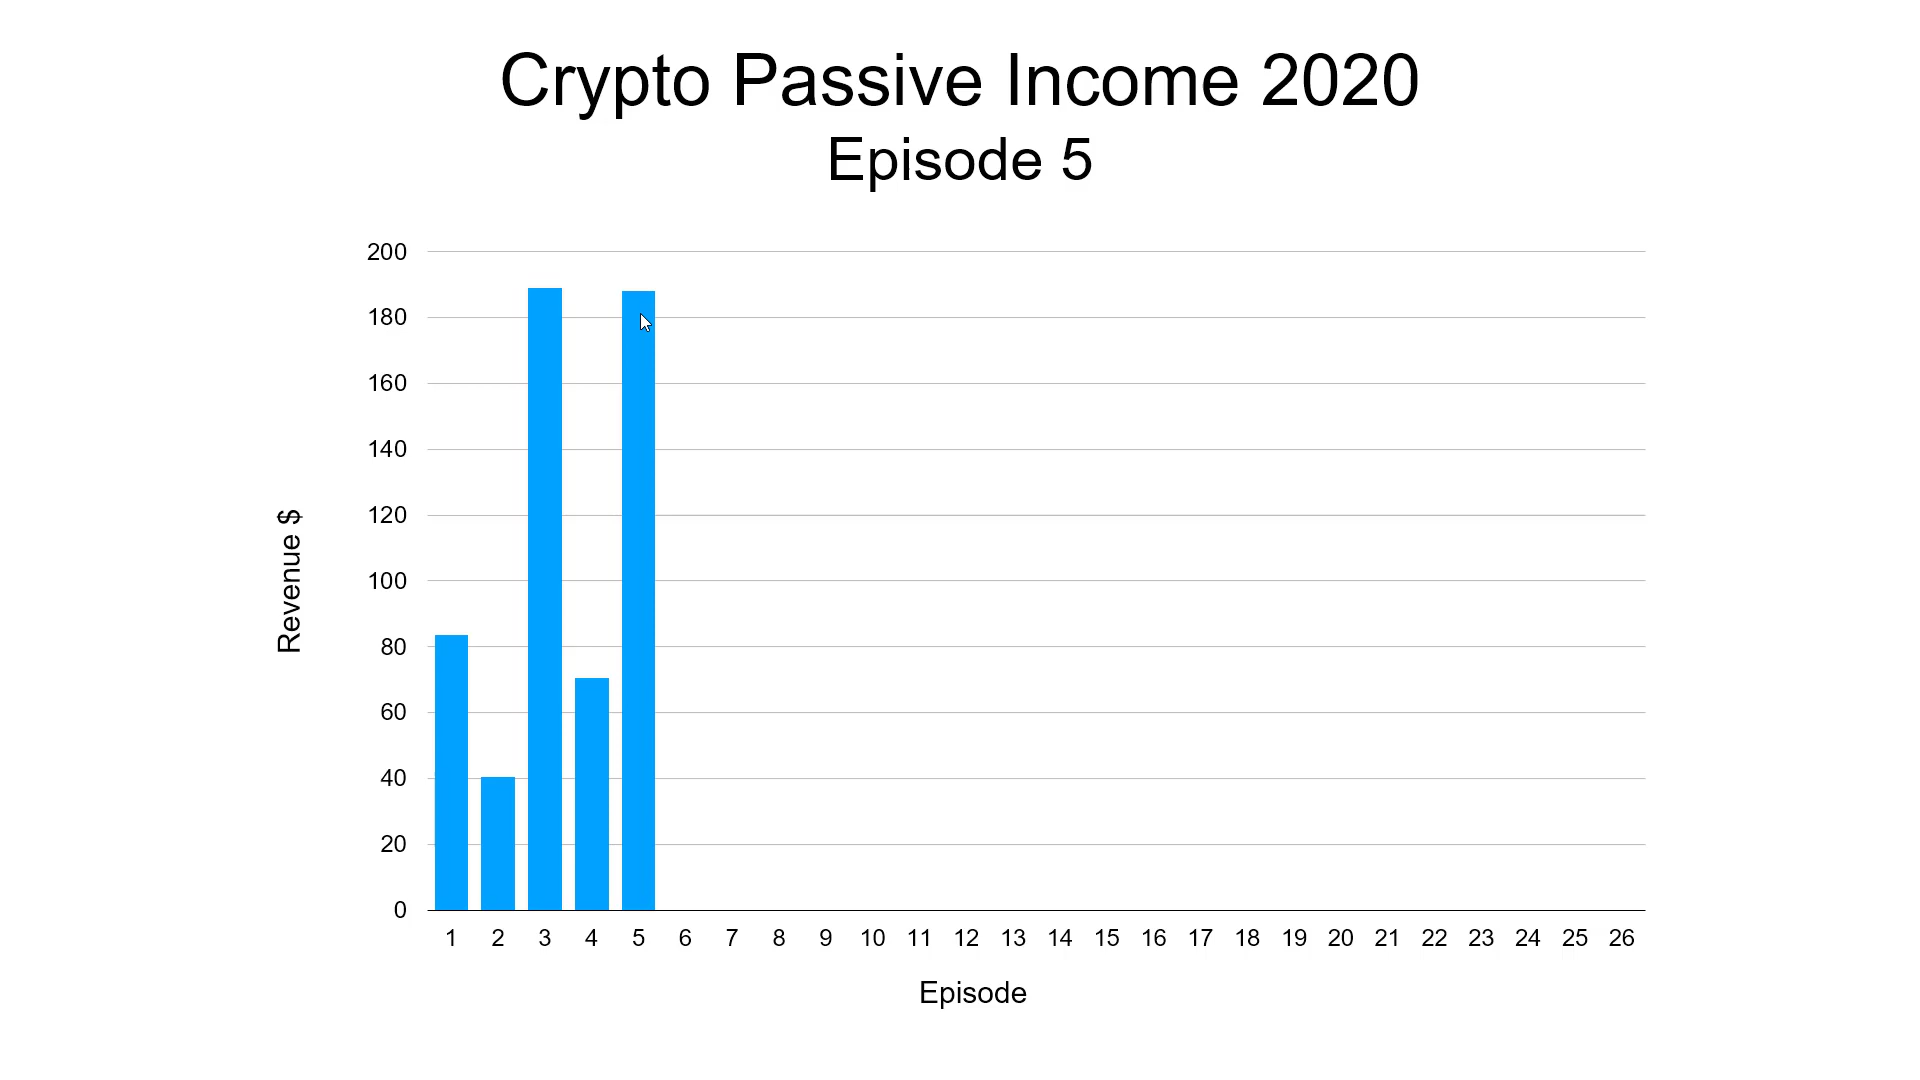 Crypto Passive Income 2020
Episode 5
200
180
160
140
120
100
80
60
40
20
0
Revenue $
1 2 3 4 5 6 7 8 9 10 11 12 13 14 15 16 17 18 19 20 21 22 23 24 25 26
Episode